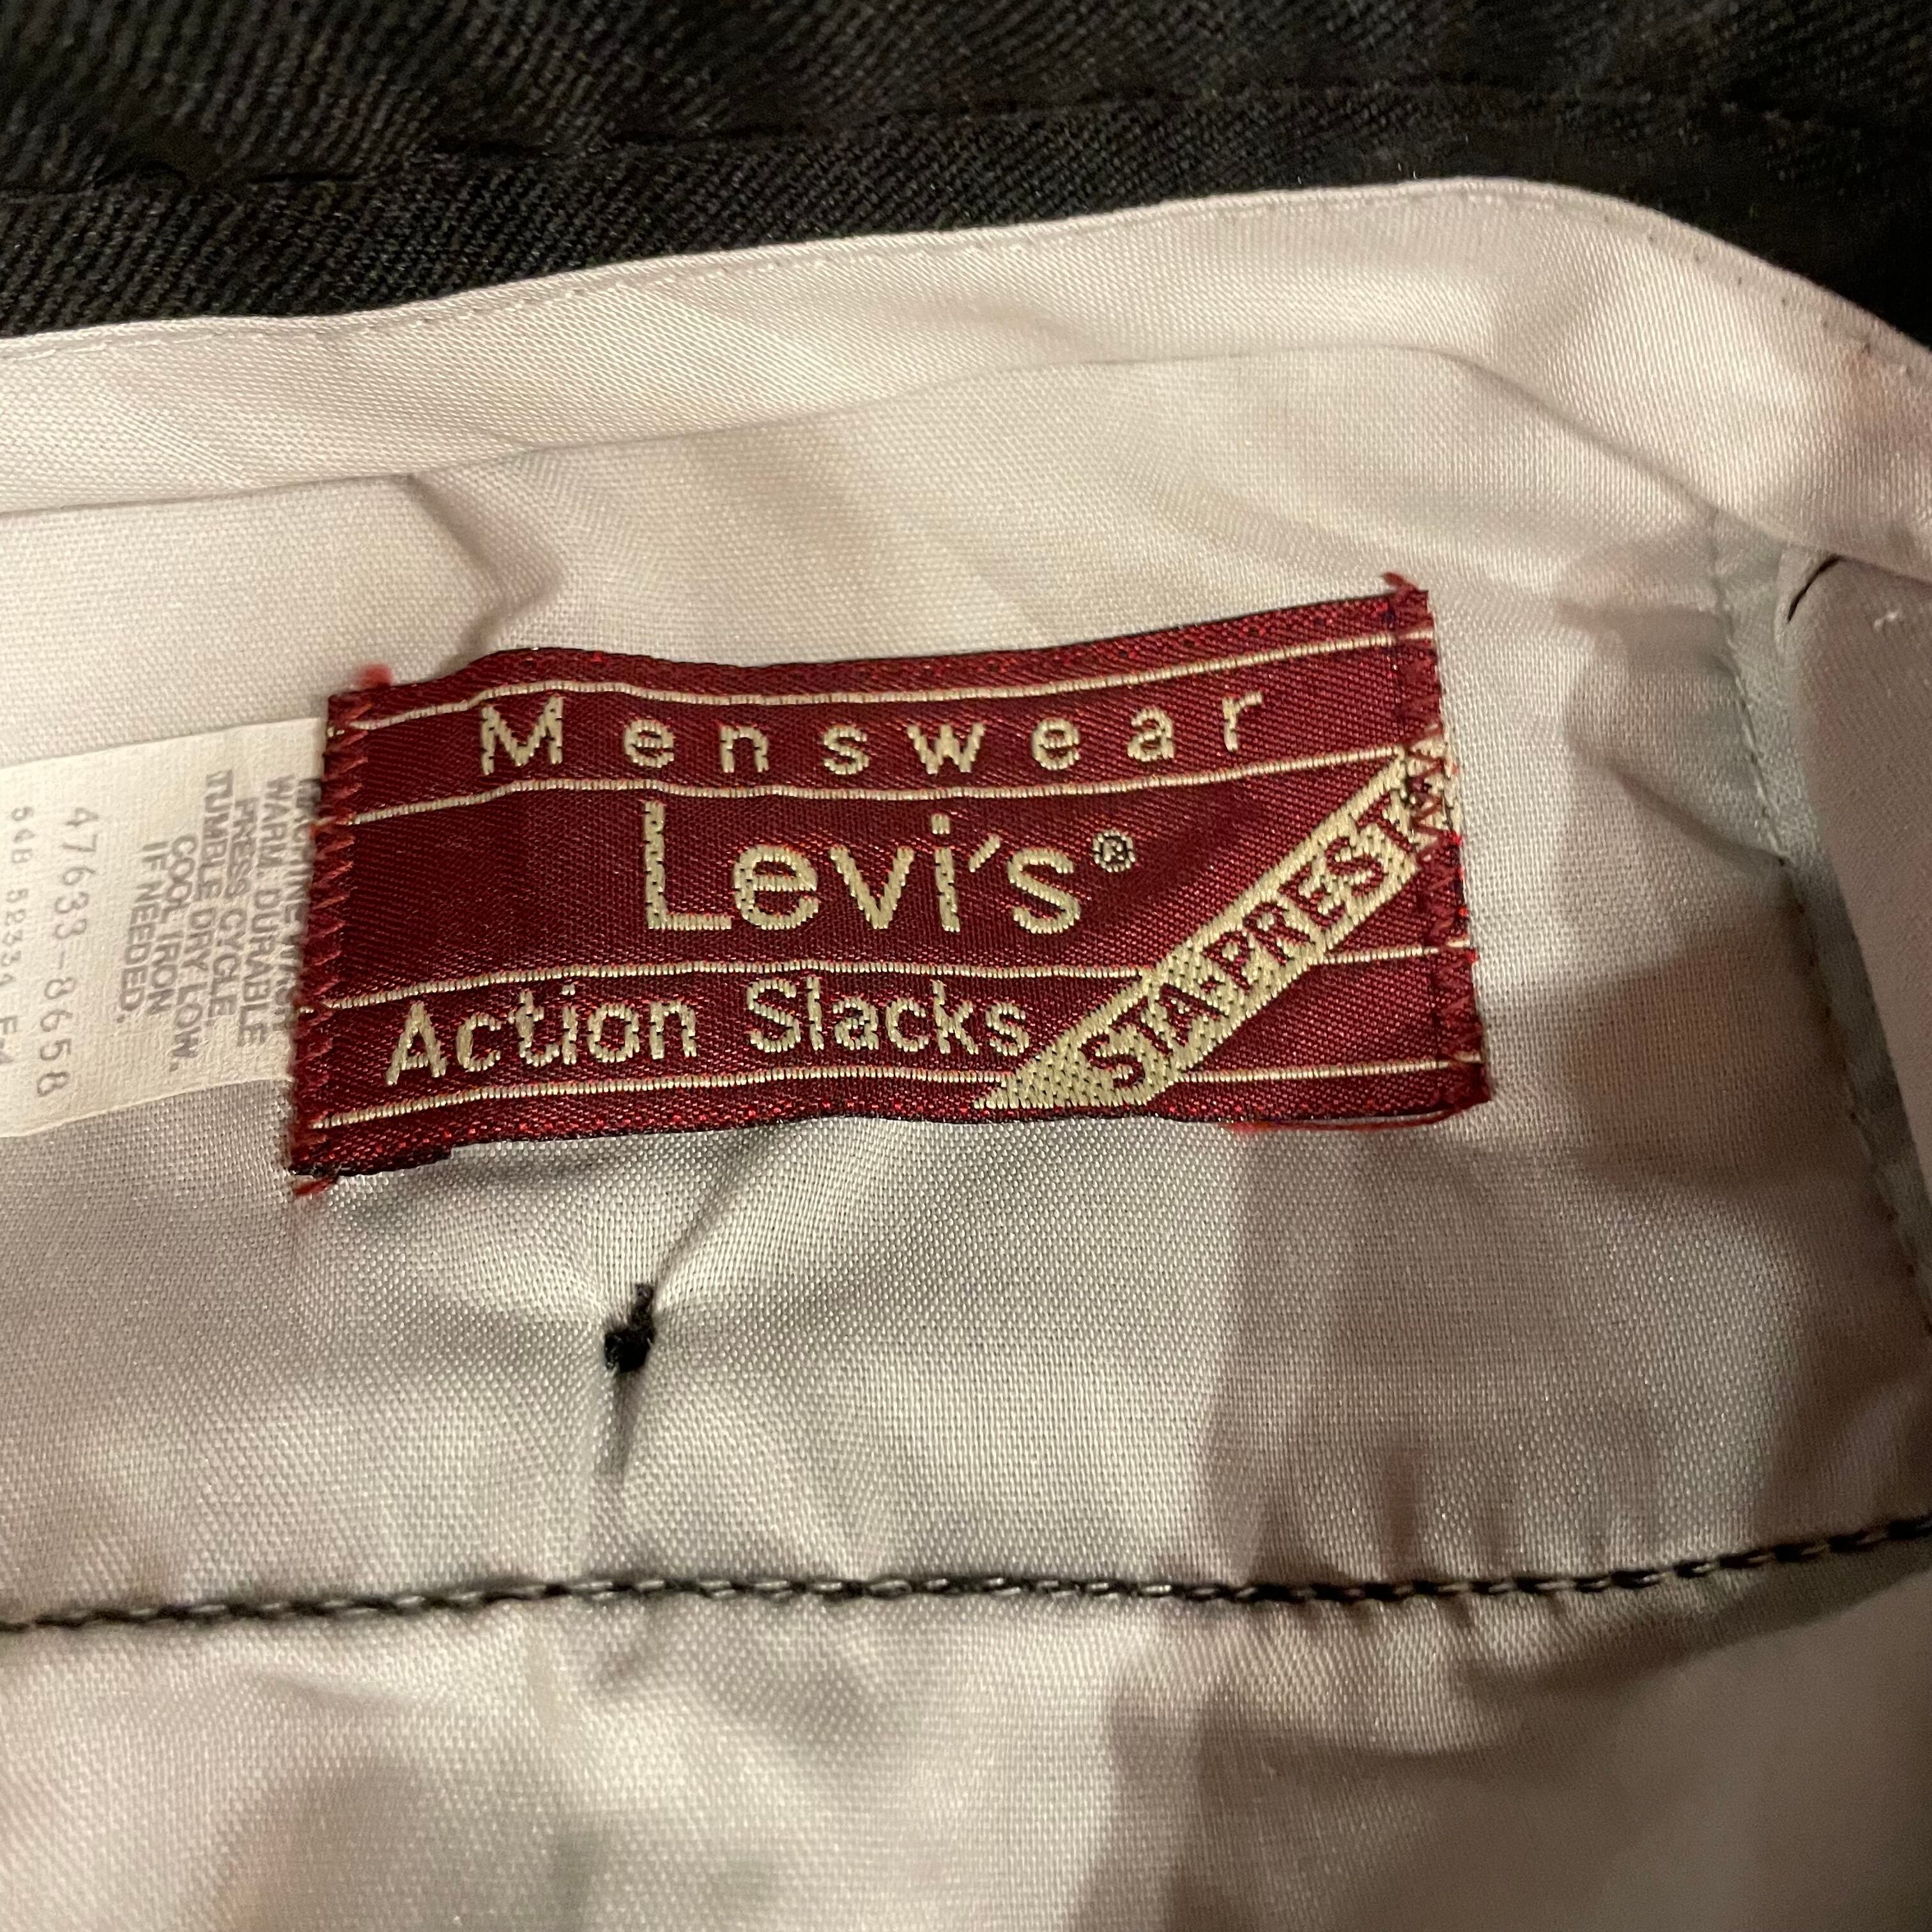 Menswear
Levi's®
Action Slacks
STA-PREST
WARM, DURABLE
PRESS CYCLE.
TUMBLE DRY LOW.
COOL IRON
IF NEEDED.
47633-8658